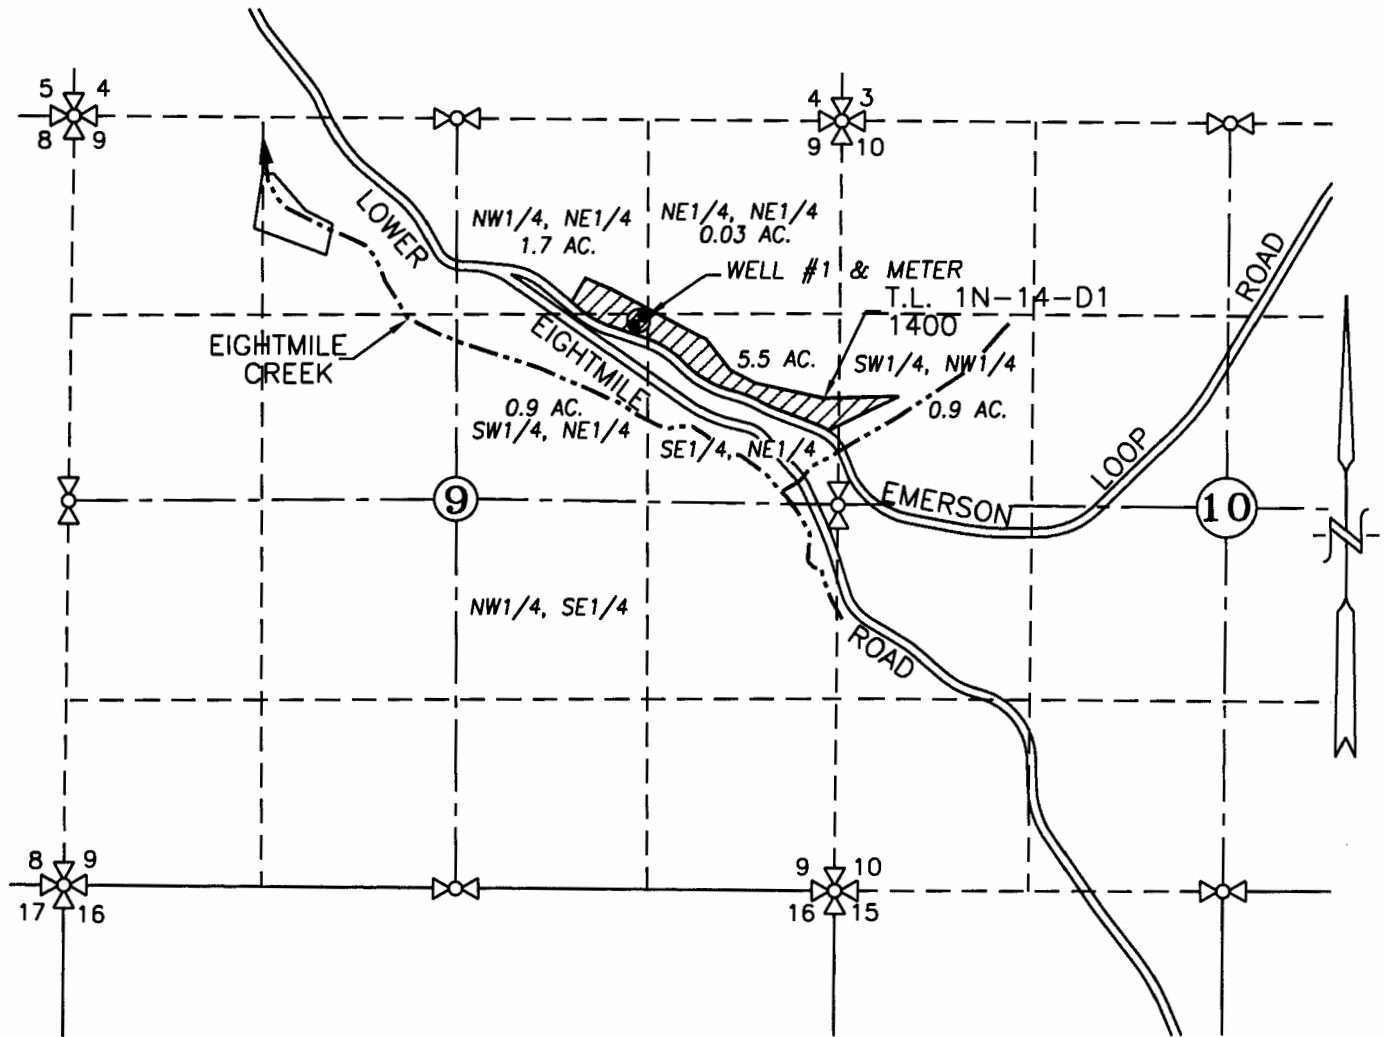 5 4
4 3
8 9
9 10
LOWER
NW1/4, NE1/4
1.7 AC.
NE1/4, NE1/4
0.03 AC.
ROAD
WELL #1 & METER
T.L. 1N-14-D1
1400
EIGHTMILE
CREEK
EIGHTMILE
5.5 AC.
SW1/4, NW1/4
0.9 AC.
0.9 AC.
SW1/4, NE1/4
SE1/4, NE1/4
LOOP
9
EMERSON
10
N
NW1/4, SE1/4
ROAD
8 9
9 10
17 16
16 15